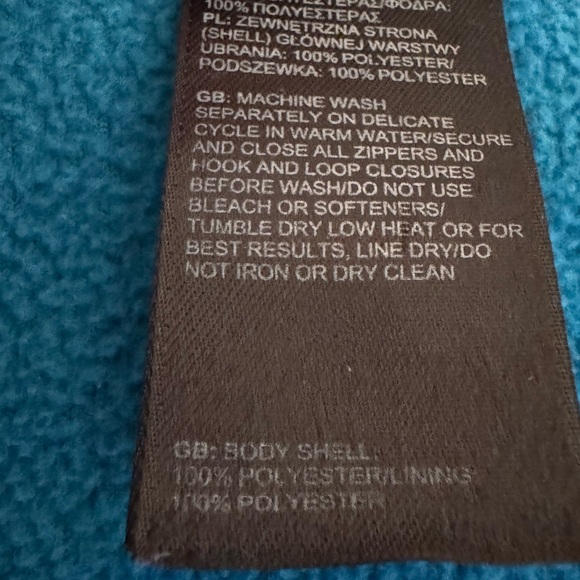 100% ΠΟΛΥΕΣΤΕΡΑΣ
PL: ZEWNĘTRZNA STRONA
(SHELL) GŁÓWNEJ WARSTWY
UBRANIA: 100% POLYESTER/
PODSZEWKA: 100% POLYESTER
GB: MACHINE WASH
SEPARATELY ON DELICATE
CYCLE IN WARM WATER/SECURE
AND CLOSE ALL ZIPPERS AND
HOOK AND LOOP CLOSURES
BEFORE WASH/DO NOT USE
BLEACH OR SOFTENERS/
TUMBLE DRY LOW HEAT OR FOR
BEST RESULTS, LINE DRY/DO
NOT IRON OR DRY CLEAN
GB: BODY SHELL:
100% POLYESTER/LINING
100% POLYESTER